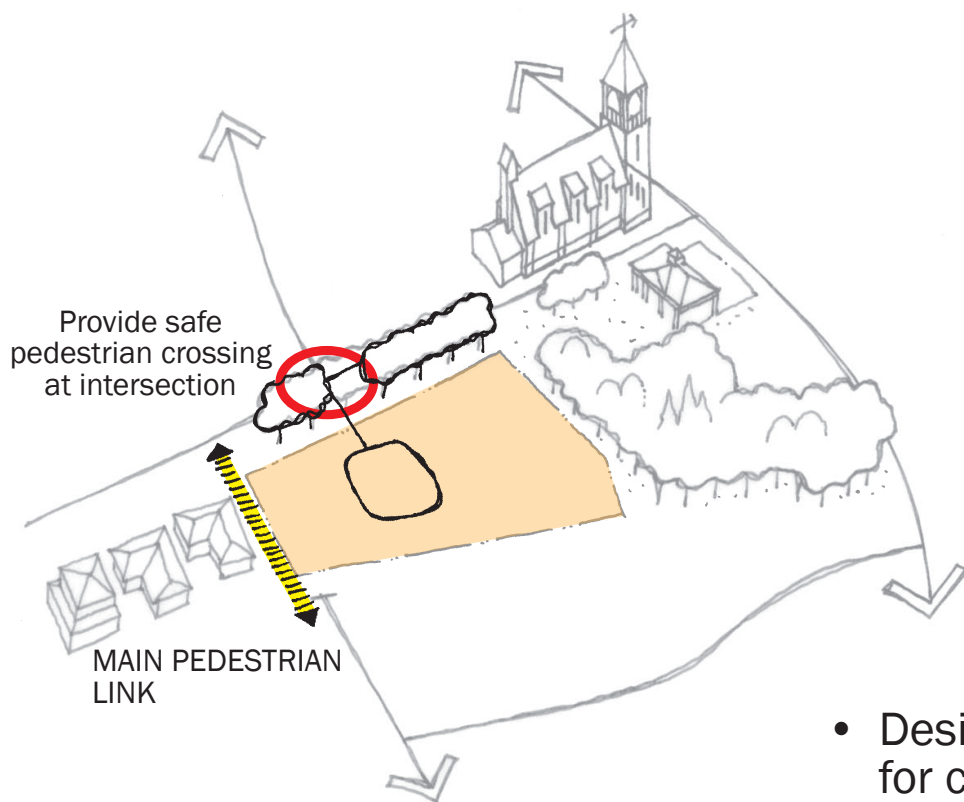 Provide safe
pedestrian crossing
at intersection
MAIN PEDESTRIAN
LINK
• Desi
for c